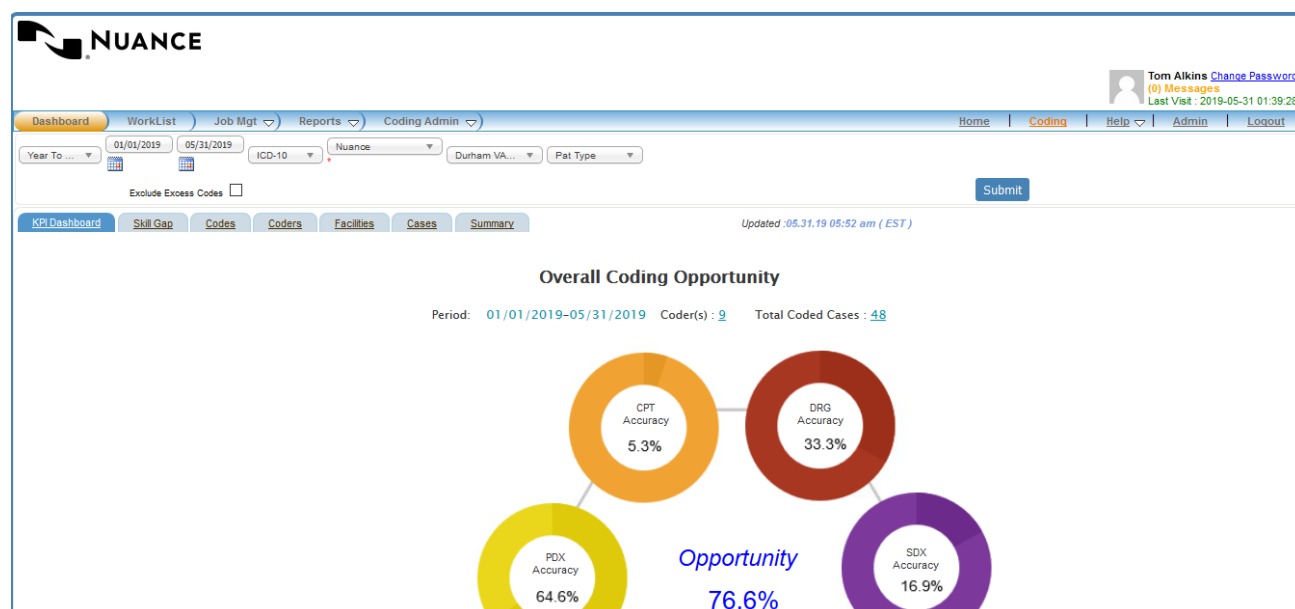 NUANCE
Tom Alkins Change Password
(0) Messages
Last Visit : 2019-05-31 01:39:28
Dashboard WorkList Job Mgt Reports Coding Admin Home | Coding | Help | Admin | Logout
Year To ... 01/01/2019 05/31/2019 ICD-10 Nuance * Durham VA... Pat Type
Exclude Excess Codes Submit
KPI Dashboard Skill Gap Codes Coders Facilities Cases Summary Updated :05.31.19 05:52 am ( EST )
Overall Coding Opportunity
Period: 01/01/2019-05/31/2019 Coder(s) : 9 Total Coded Cases : 48
CPT
Accuracy
5.3%
DRG
Accuracy
33.3%
PDX
Accuracy
64.6%
Opportunity
76.6%
SDX
Accuracy
16.9%